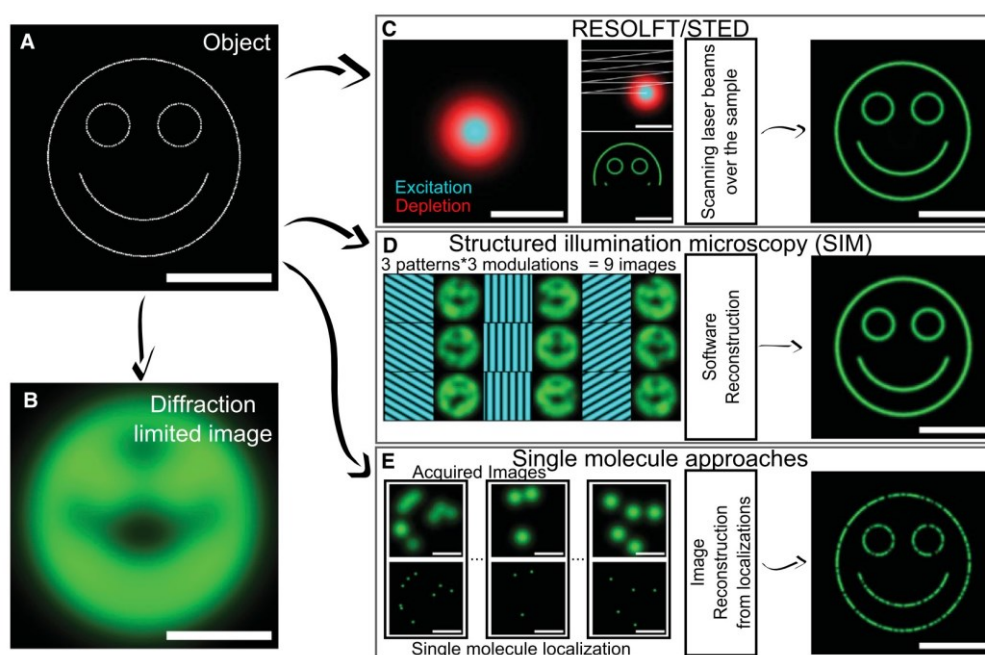 A
Object
B
Diffraction
limited image
C
RESOLFT/STED
Excitation
Depletion
Scanning laser beams
over the sample
D
Structured illumination microscopy (SIM)
3 patterns*3 modulations = 9 images
Software
Reconstruction
E
Single molecule approaches
Acquired Images
...
...
Single molecule localization
Image
Reconstruction
from localizations